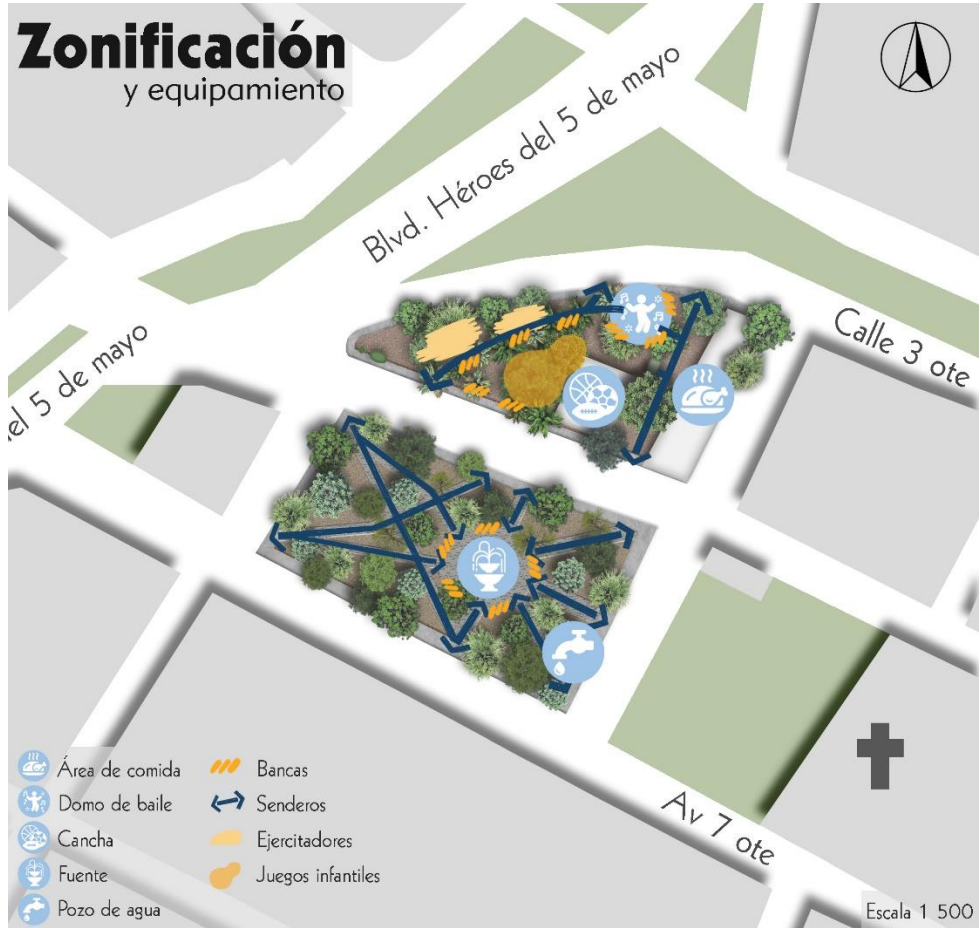 Zonificación
y equipamiento
Blvd. Héroes del 5 de mayo
el 5 de mayo
Calle 3 ote
Av 7 ote
Área de comida
Domo de baile
Cancha
Fuente
Pozo de agua
Bancas
Senderos
Ejercitadores
Juegos infantiles
Escala 1 500